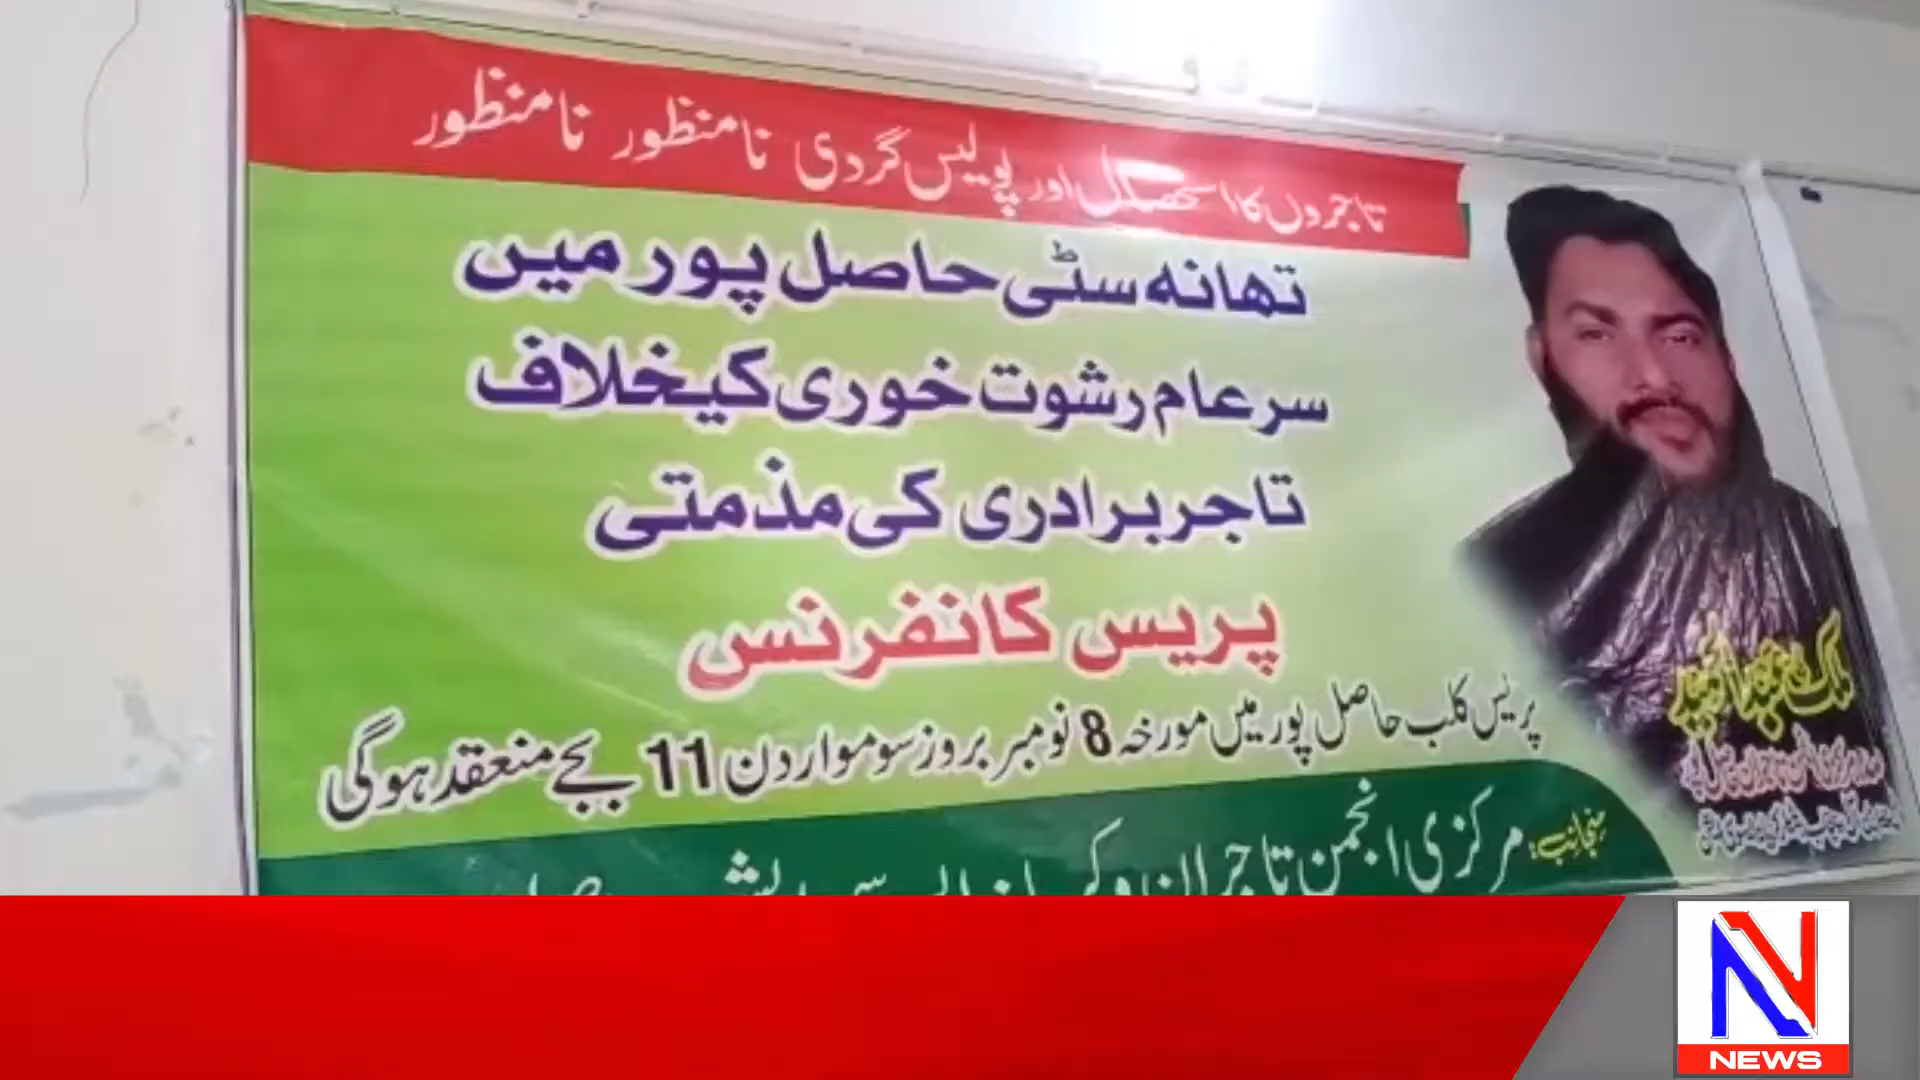 تاجروں کا استحصال اور پولیس گردی نامنظور نامنظور
تھانہ سٹی حاصل پور میں
سرعام رشوت خوری کیخلاف
تاجر برادری کی مذمتی
پریس کانفرنس
پریس کلب حاصل پور میں مورخہ 8 نومبر بروز سوموار دن 11 بجے منعقد ہوگی
منجانب: مرکزی انجمن تاجران و
NEWS